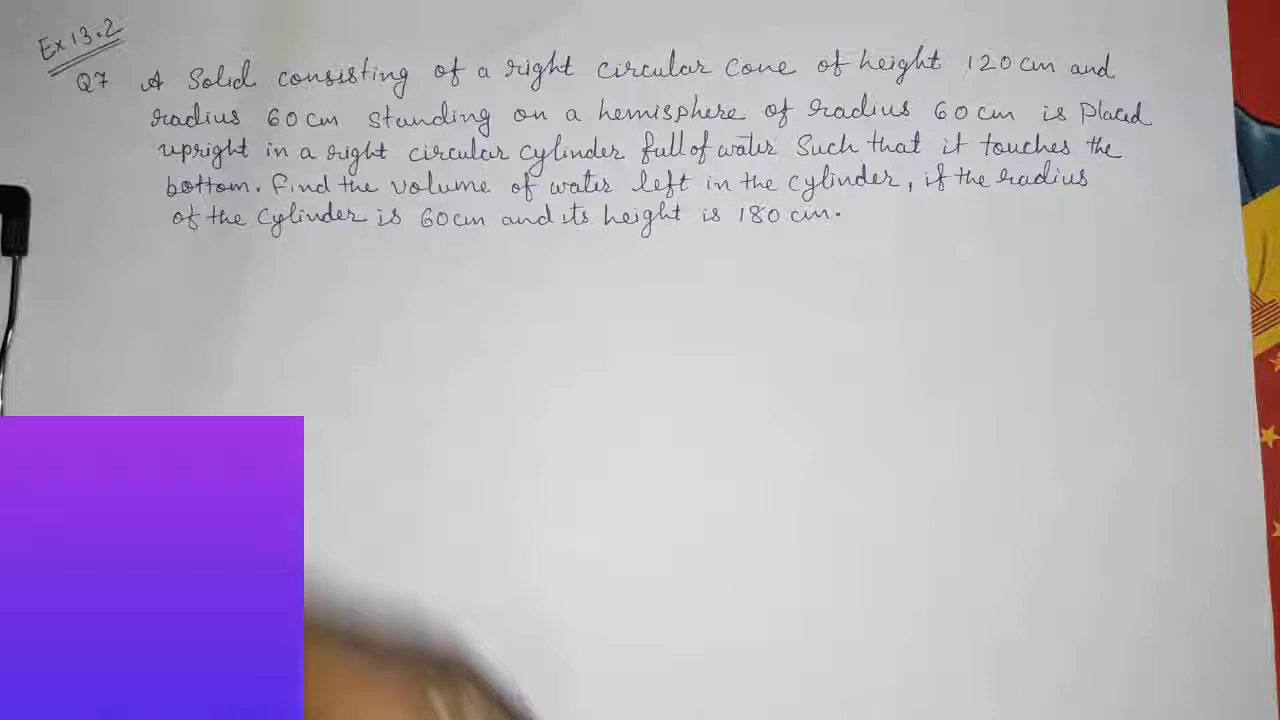 Ex 13.2
Q7 A Solid consisting of a right circular cone of height 120 cm and
radius 60 cm standing on a hemisphere of radius 60 cm is placed
upright in a right circular cylinder full of water Such that it touches the
bottom. Find the volume of water left in the cylinder, if the radius
of the cylinder is 60 cm and its height is 180 cm.